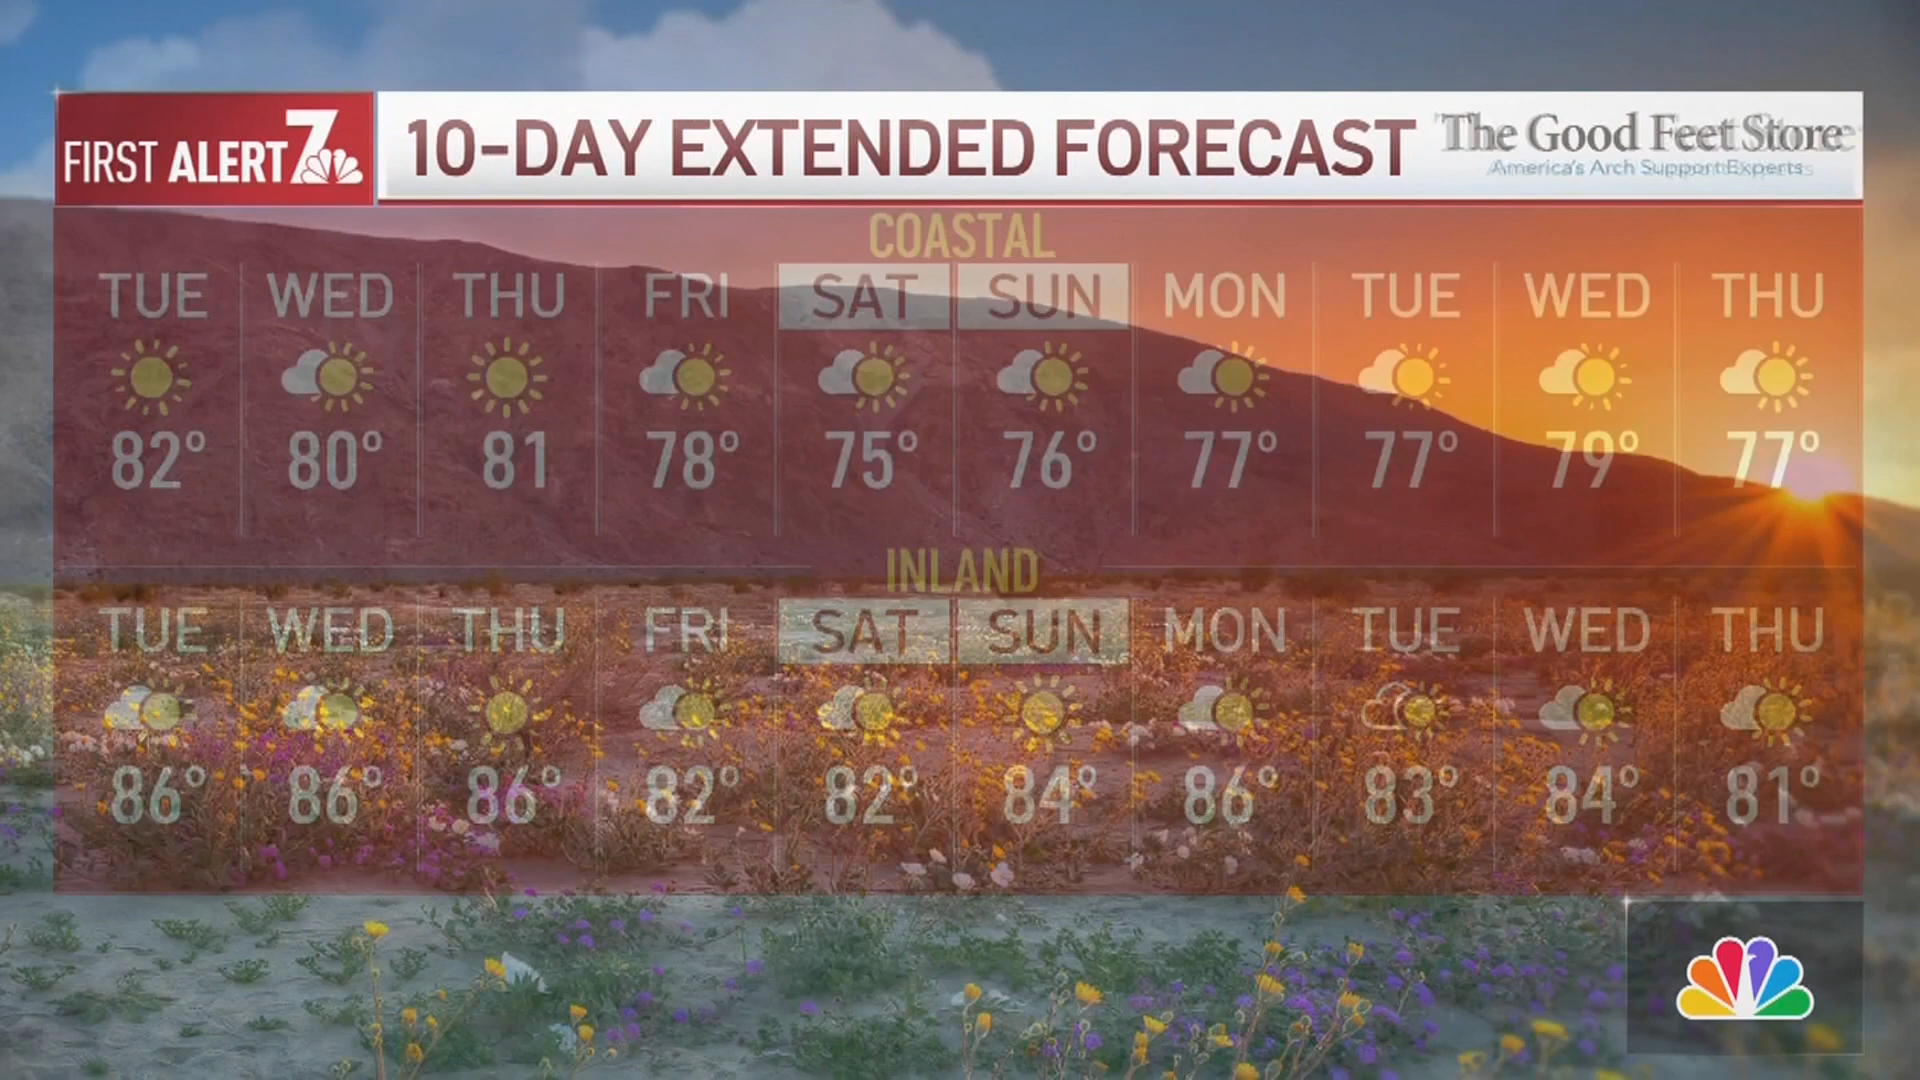 FIRST ALERT 7
10-DAY EXTENDED FORECAST
The Good Feet Store
America's Arch Support Experts
COASTAL
TUE WED THU FRI SAT SUN MON TUE WED THU
82° 80° 81 78° 75° 76° 77° 77° 79° 77°
INLAND
TUE WED THU FRI SAT SUN MON TUE WED THU
86° 86° 86° 82° 82° 84° 86° 83° 84° 81°